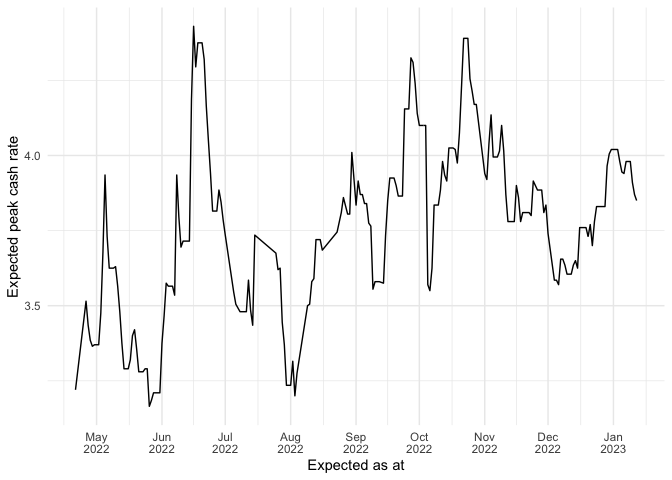 Expected peak cash rate
4.0
3.5
May Jun Jul Aug Sep Oct Nov Dec Jan
2022 2022 2022 2022 2022 2022 2022 2022 2023
Expected as at